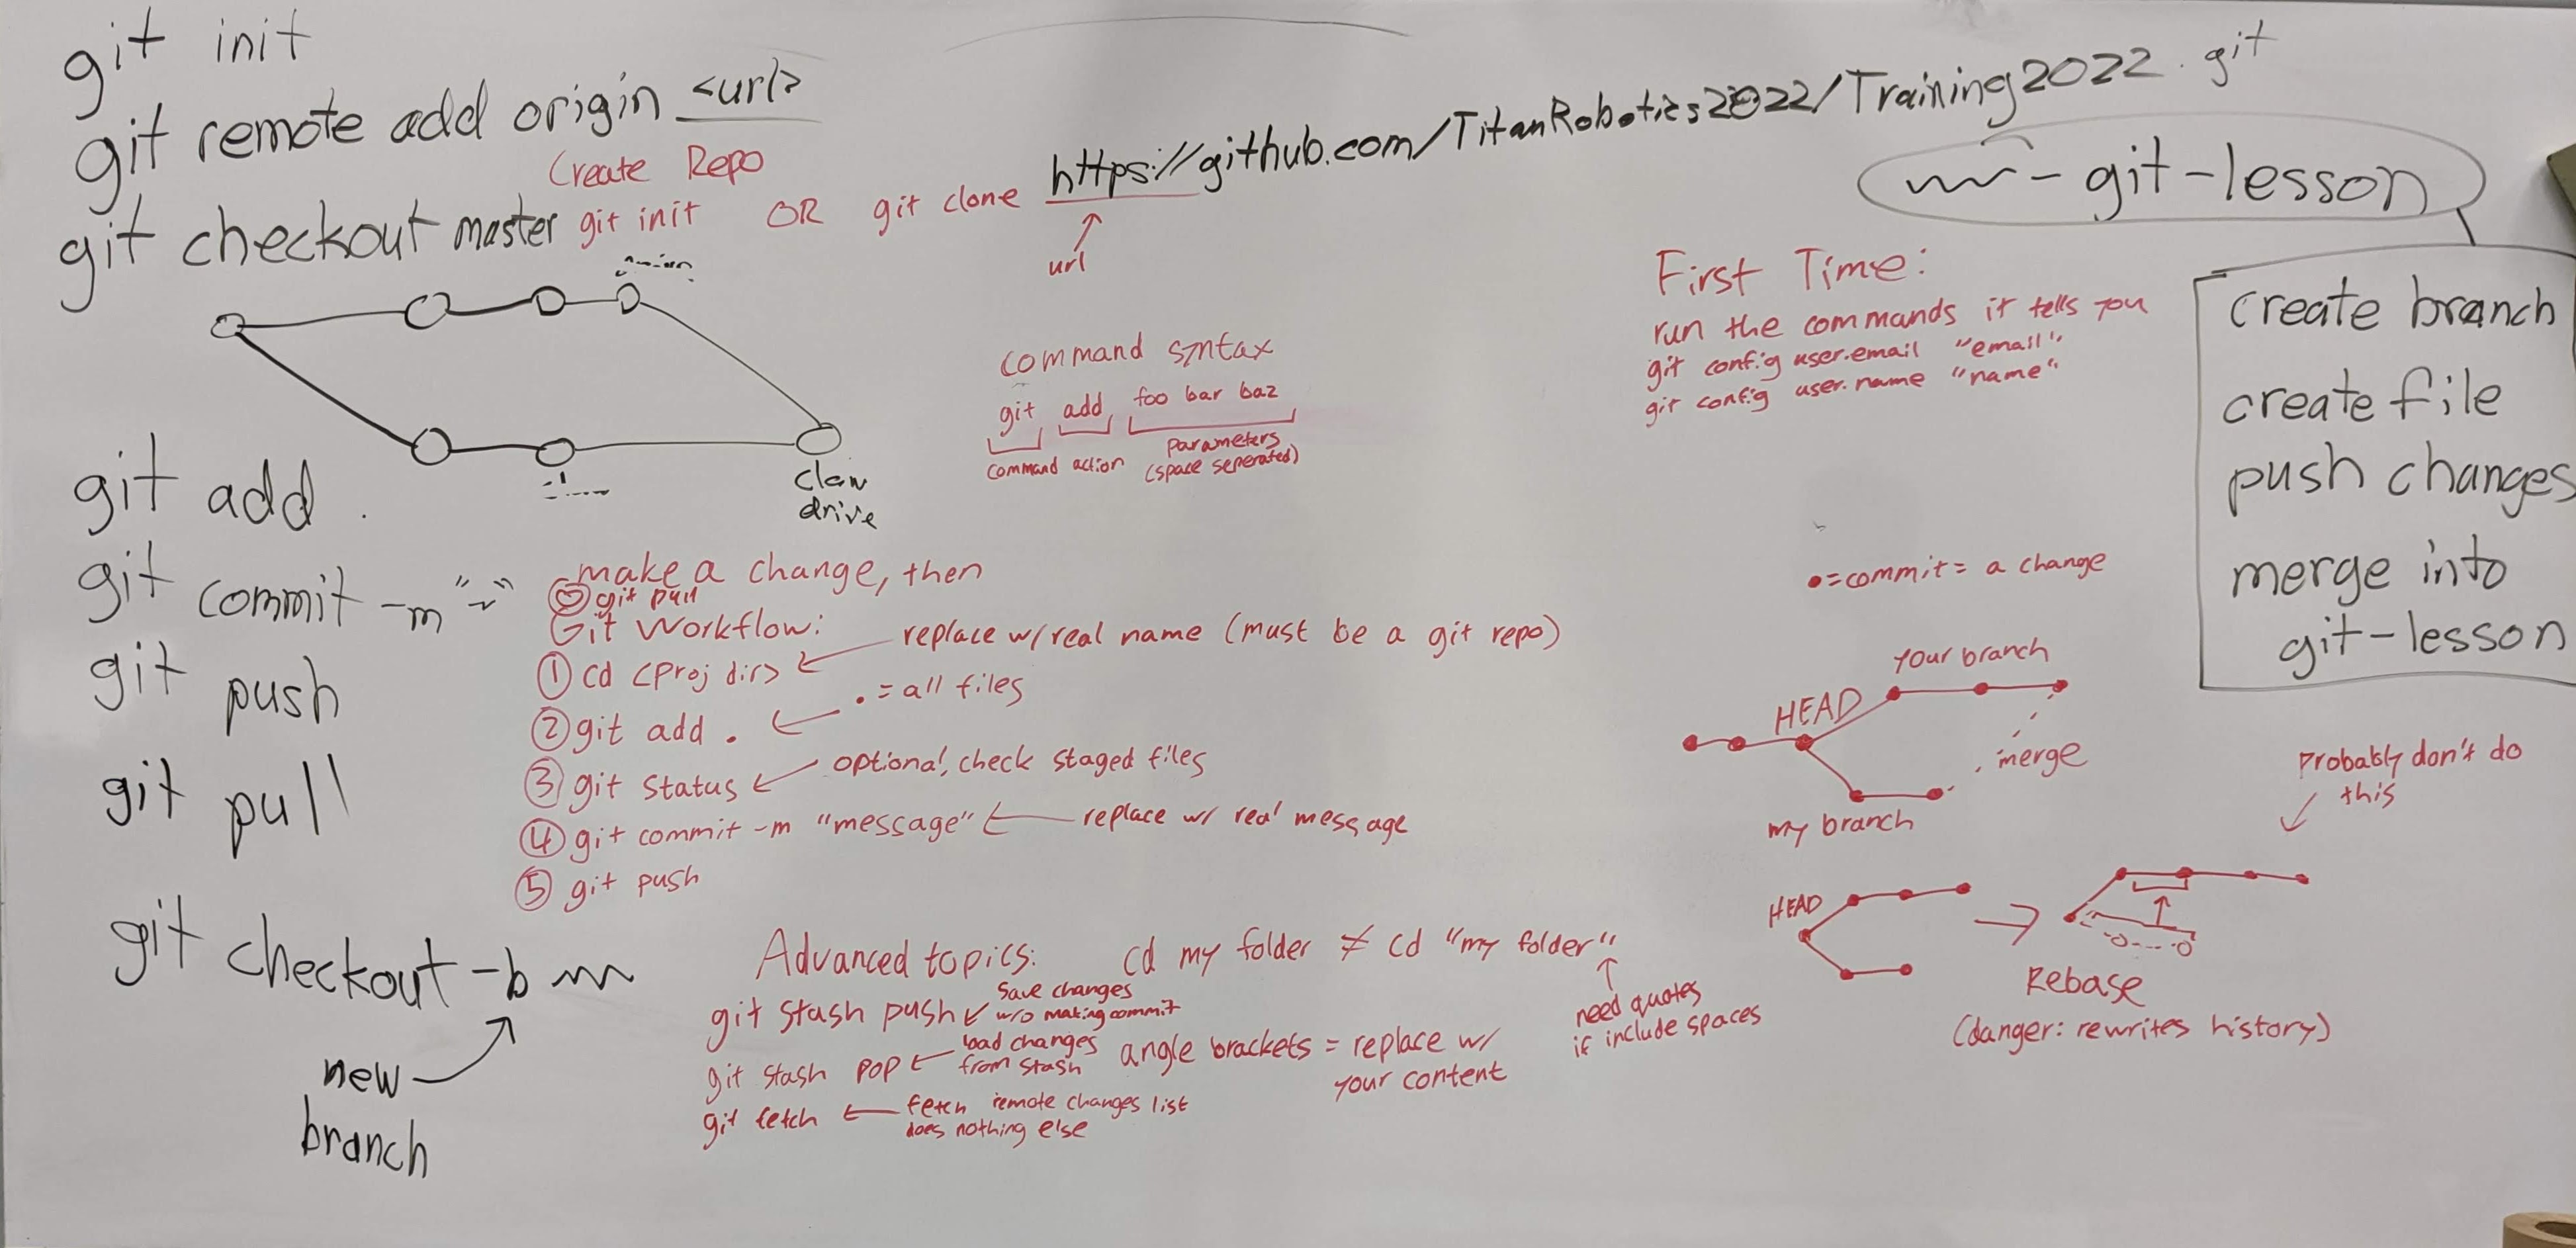 git init
git remote add origin <url>
git checkout master
Create Repo
git init OR git clone https://github.com/TitanRobotics2022/Training2022.git
url
-git-lesson
create branch
create file
push changes
merge into
git-lesson
First Time:
run the commands it tells you
git config user.email "email"
git config user.name "name"
command syntax
git add foo bar baz
command action parameters
(space seperated)
drive
git add .
git commit -m "~"
git push
git pull
git checkout -b
new
branch
make a change, then
⓪ git pull
Git Workflow:
① cd <proj dir>
replace w/ real name (must be a git repo)
② git add .
. = all files
③ git status
optional, check staged files
④ git commit -m "message"
replace w/ real message
⑤ git push
•=commit= a change
your branch
HEAD
merge
my branch
Probably don't do
this
HEAD
Rebase
(danger: rewrites history)
Advanced topics:
git stash push
save changes
w/o making commit
git stash pop
load changes
from stash
git fetch
fetch remote changes list
does nothing else
cd my folder ≠ cd "my folder"
need quotes
if include spaces
angle brackets = replace w/
your content